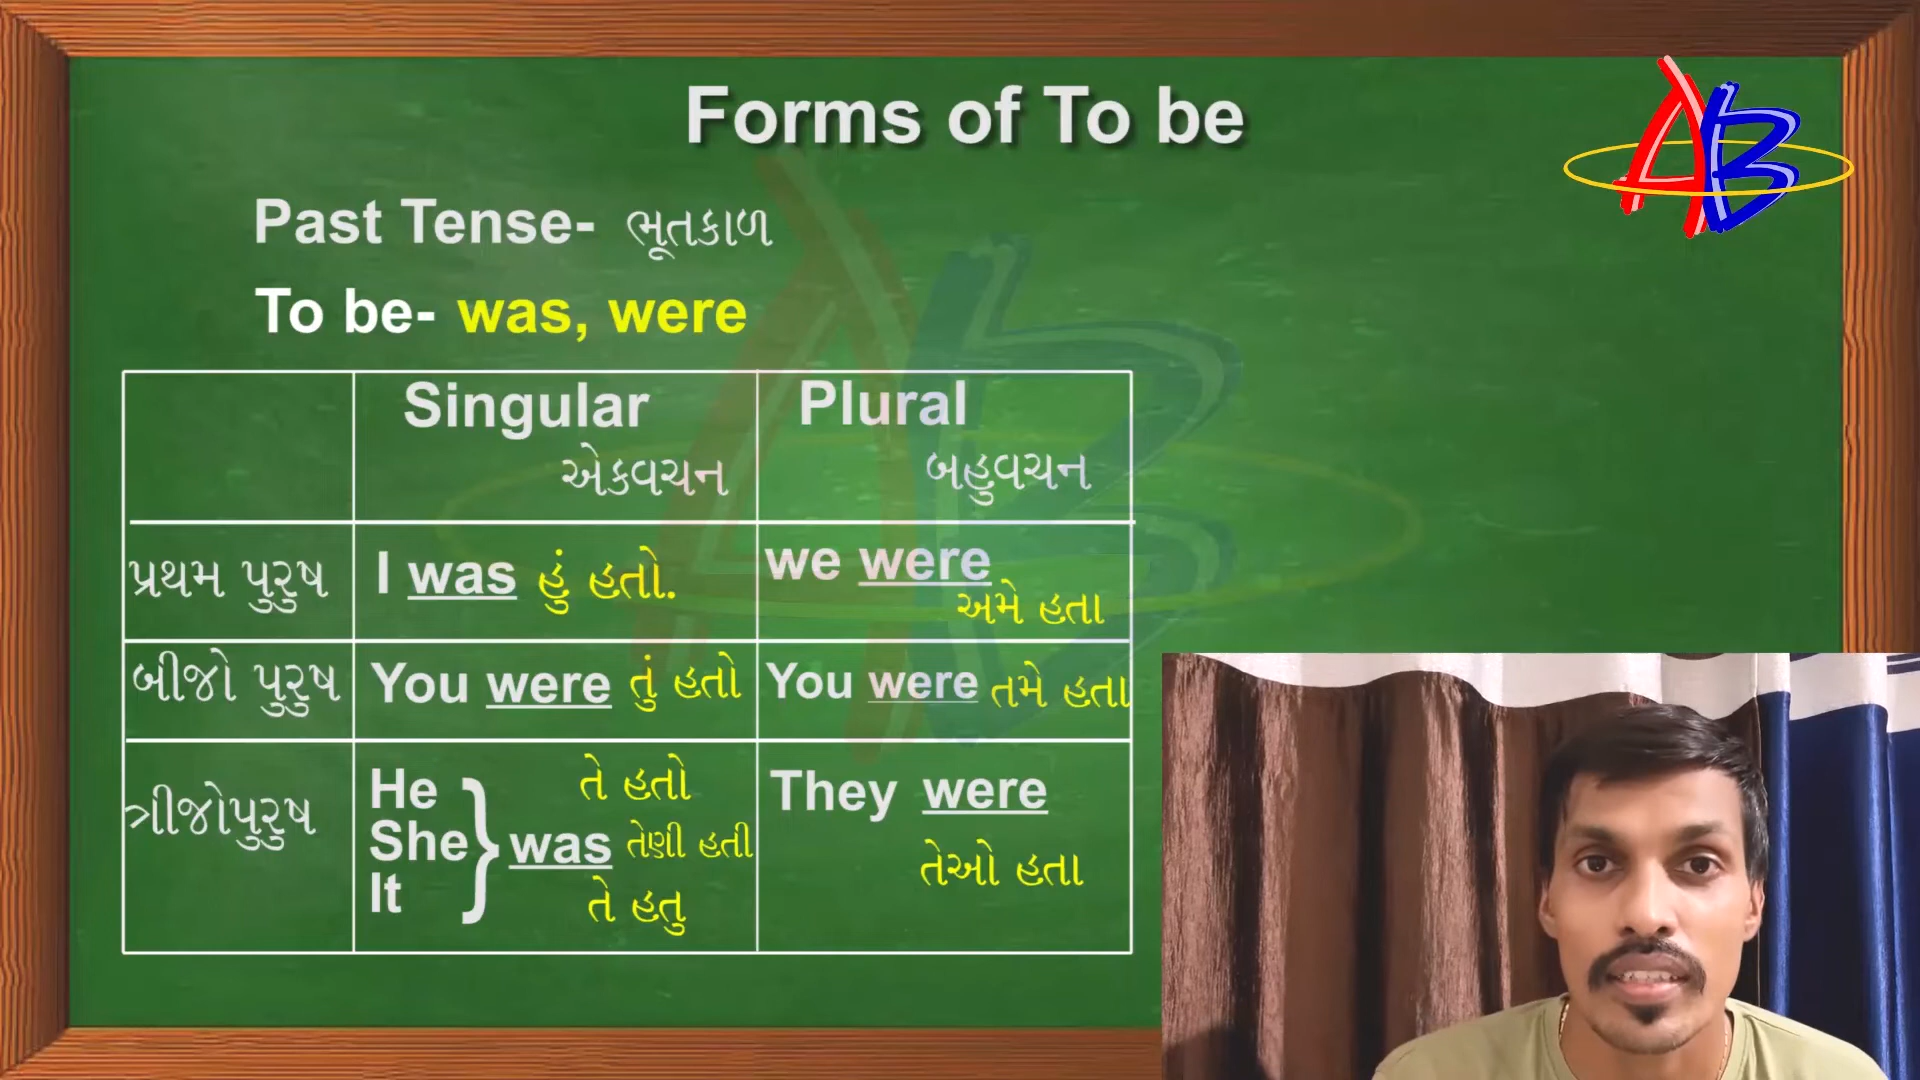 AB
Forms of To be
Past Tense- ભૂતકાળ
To be- was, were
Singular
એકવચન
Plural
બહુવચન
પ્રથમ પુરુષ
I was હું હતો.
we were
અમે હતા
બીજો પુરુષ
You were તું હતો
You were તમે હતા
ત્રીજોપુરુષ
He
She
It
} was
તે હતો
તેણી હતી
તે હતુ
They were
તેઓ હતા